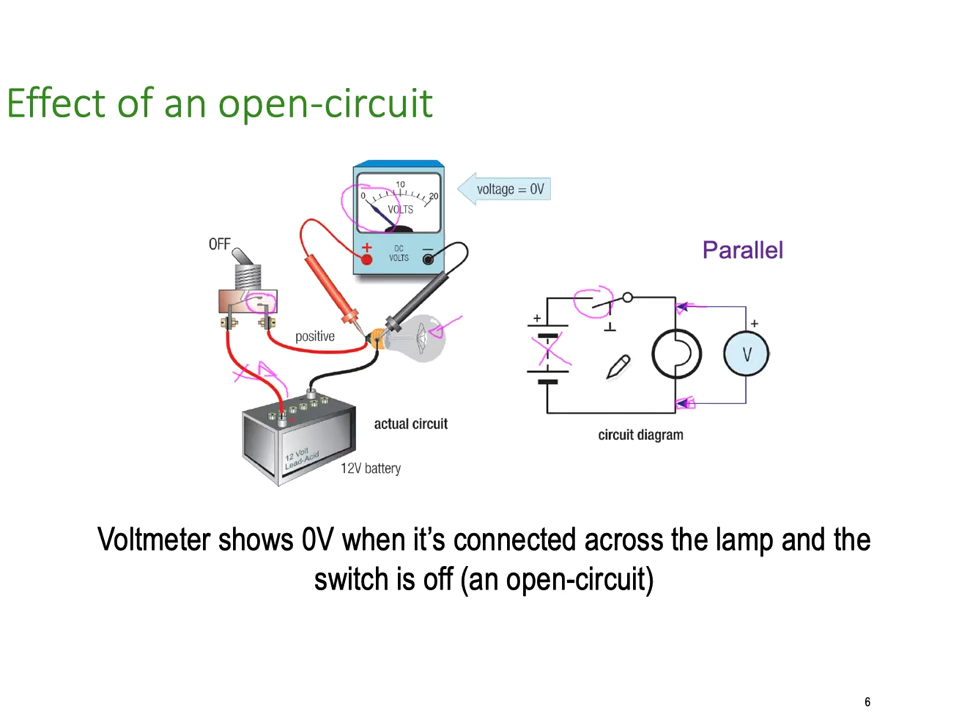 Effect of an open-circuit
0 10 20
VOLTS
voltage = 0V
+ DC VOLTS −
OFF
Parallel
positive
+
+
V
actual circuit
circuit diagram
12 Volt
Lead-Acid
12V battery
Voltmeter shows 0V when it’s connected across the lamp and the
switch is off (an open-circuit)
6